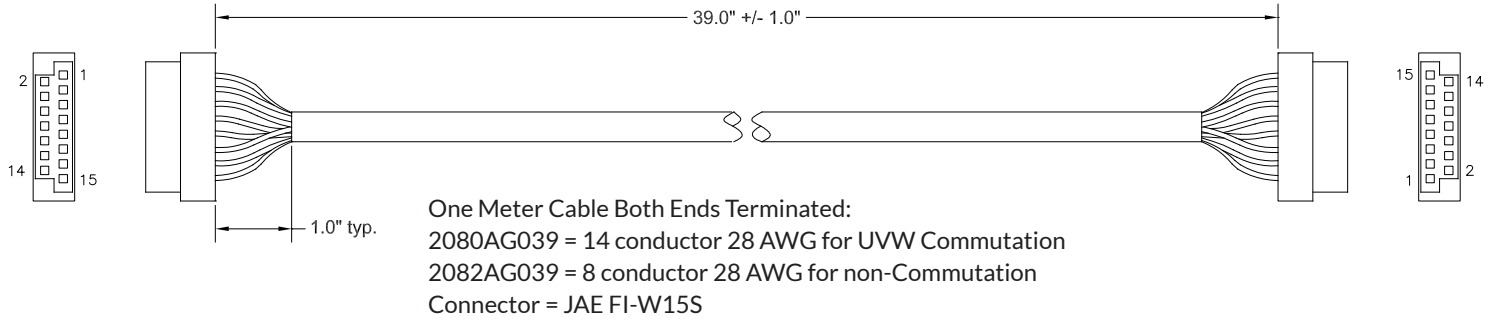 39.0" +/- 1.0"
2
1
14
15
15
14
1
2
1.0" typ.
One Meter Cable Both Ends Terminated:
2080AG039 = 14 conductor 28 AWG for UVW Commutation
2082AG039 = 8 conductor 28 AWG for non-Commutation
Connector = JAE FI-W15S